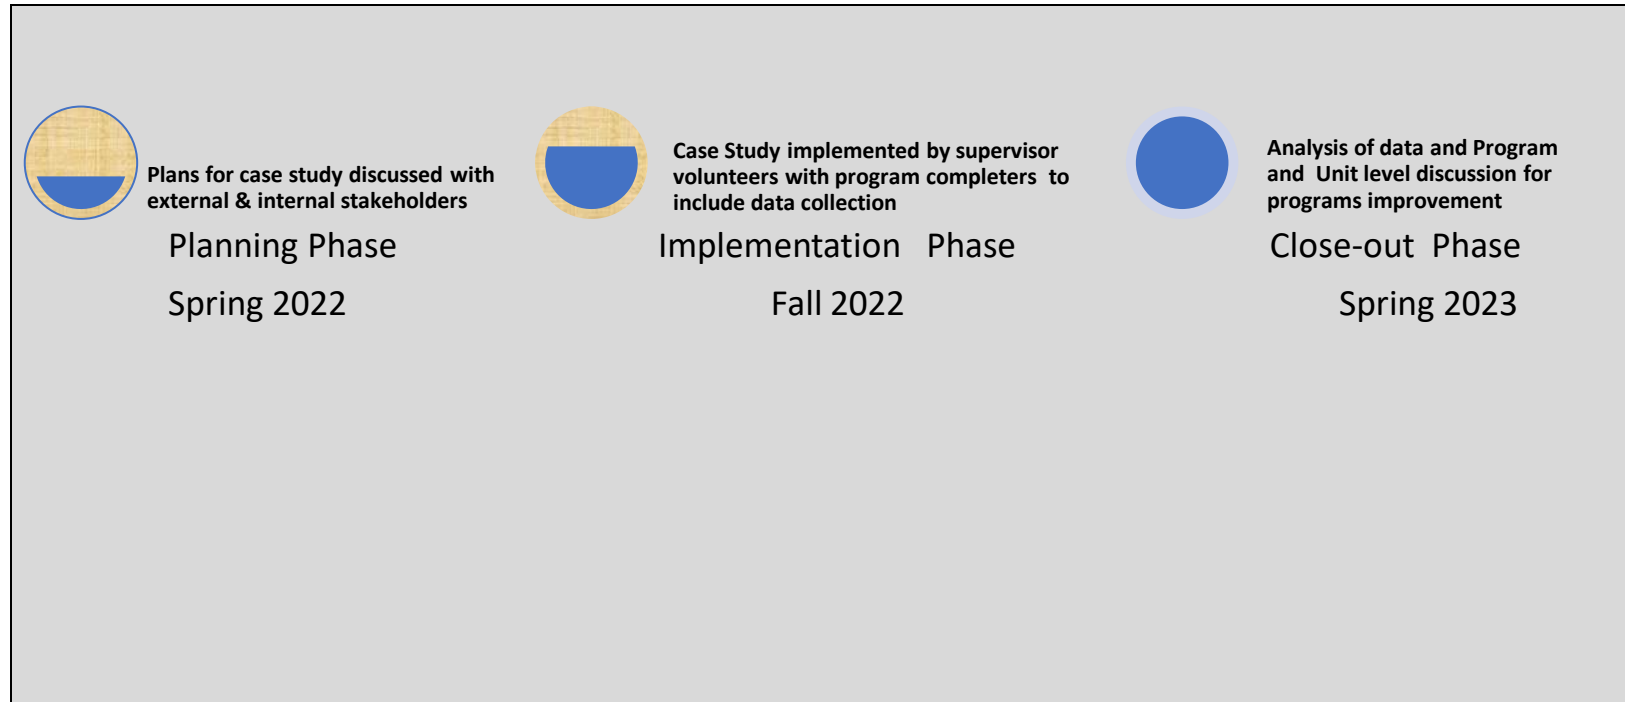 Plans for case study discussed with
external & internal stakeholders
Planning Phase
Spring 2022
Case Study implemented by supervisor
volunteers with program completers to
include data collection
Implementation Phase
Fall 2022
Analysis of data and Program
and Unit level discussion for
programs improvement
Close-out Phase
Spring 2023